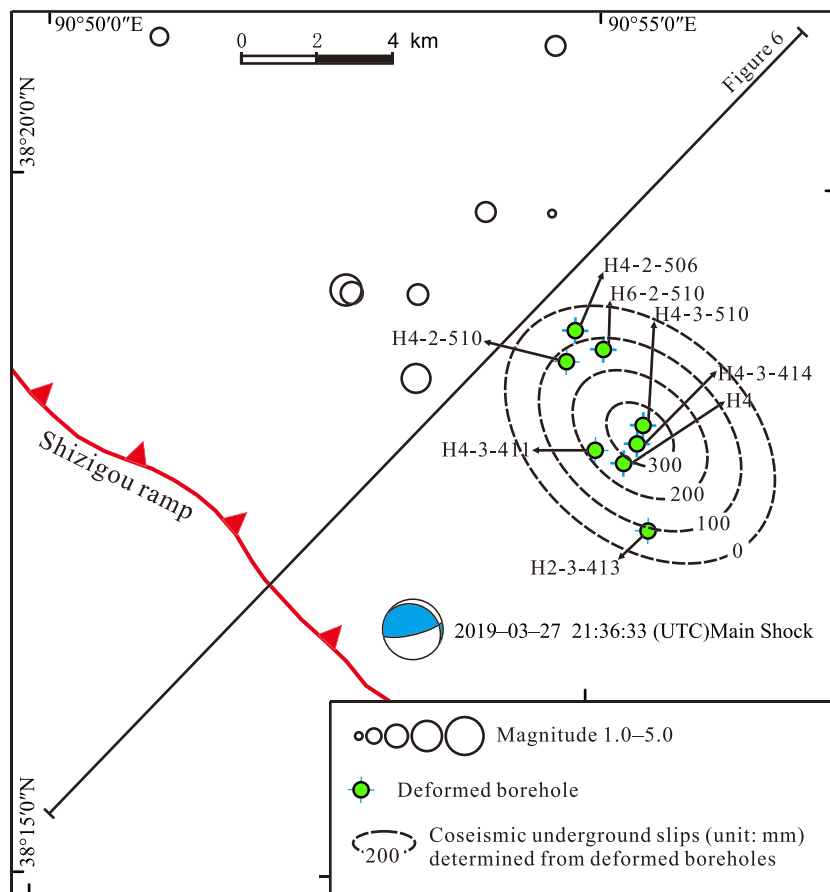 90°50′0″E
90°55′0″E
0 2 4 km
Figure 6
38°20′0″N
H4-2-506
H6-2-510
H4-3-510
H4-2-510
H4-3-414
H4
H4-3-411
300
200
100
0
Shizigou ramp
H2-3-413
2019–03–27 21:36:33 (UTC)Main Shock
38°15′0″N
Magnitude 1.0–5.0
Deformed borehole
200
Coseismic underground slips (unit: mm)
determined from deformed boreholes